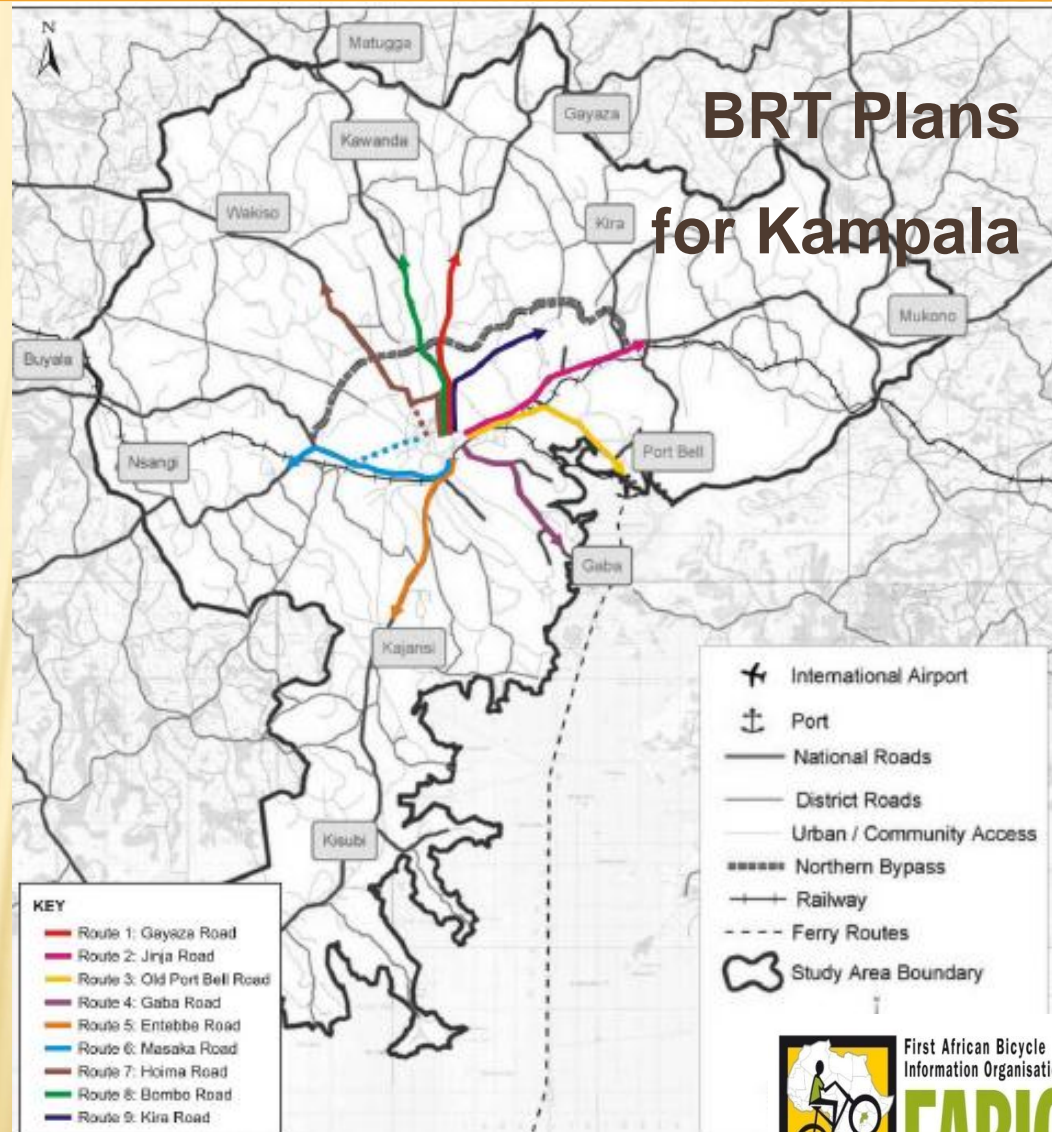 N
Matugga
BRT Plans
for Kampala
Gayaza
Kawanda
Wakiso
Kira
Mukono
Buyala
Nsangi
Port Bell
Gaba
Kajansi
Kisubi
International Airport
Port
National Roads
District Roads
Urban / Community Access
Northern Bypass
Railway
Ferry Routes
Study Area Boundary
KEY
Route 1: Gayaza Road
Route 2: Jinja Road
Route 3: Old Port Bell Road
Route 4: Gaba Road
Route 5: Entebbe Road
Route 6: Masaka Road
Route 7: Hoima Road
Route 8: Bombo Road
Route 9: Kira Road
First African Bicycle
Information Organisati
FABIO